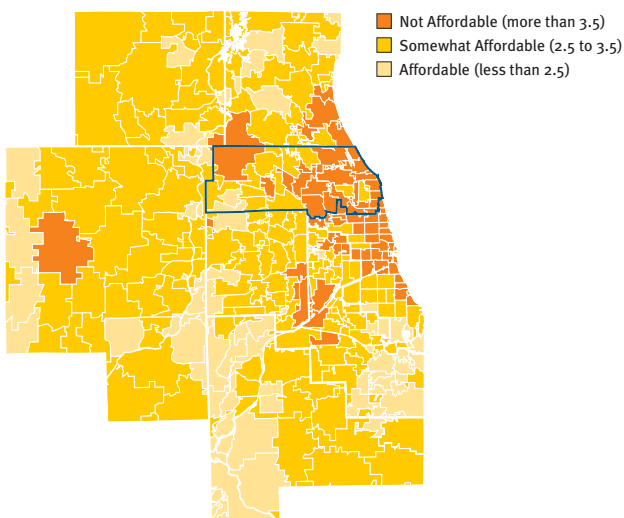 Not Affordable (more than 3.5)
Somewhat Affordable (2.5 to 3.5)
Affordable (less than 2.5)